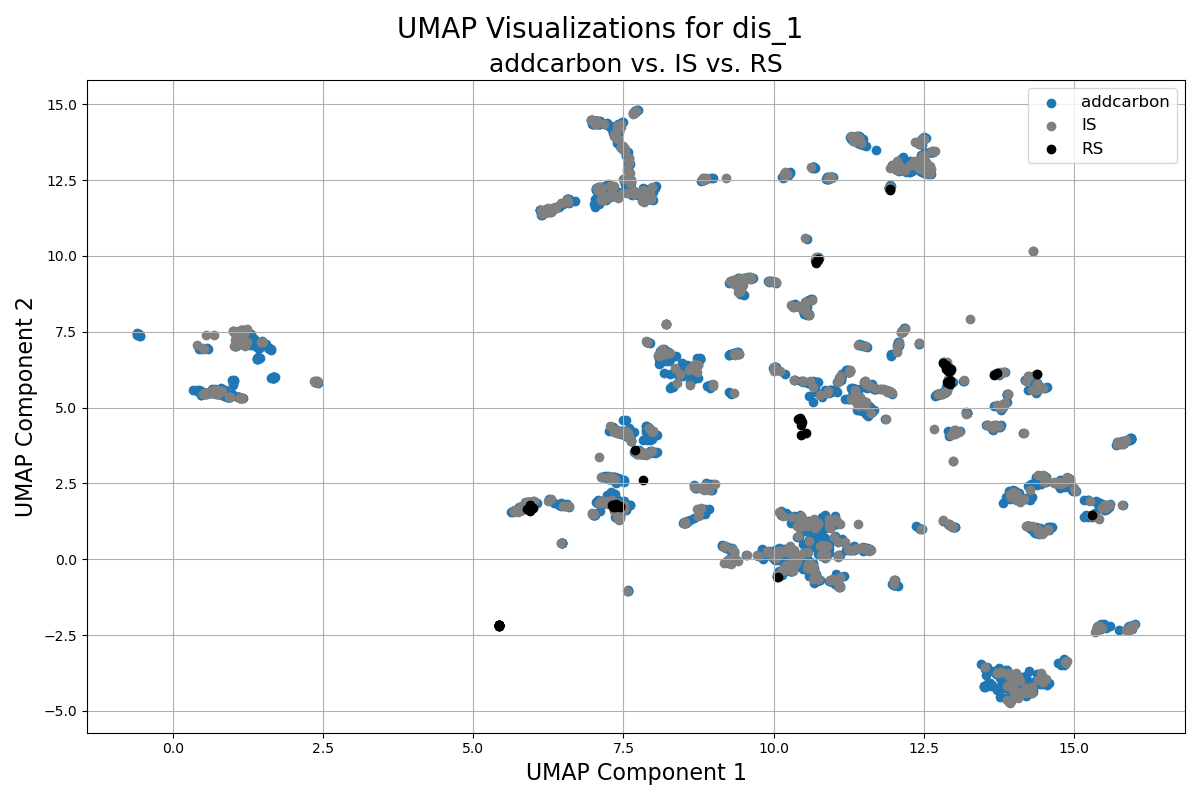 UMAP Visualizations for dis_1
addcarbon vs. IS vs. RS
addcarbon
IS
RS
15.0
12.5
10.0
7.5
5.0
2.5
0.0
−2.5
−5.0
UMAP Component 2
0.0 2.5 5.0 7.5 10.0 12.5 15.0
UMAP Component 1